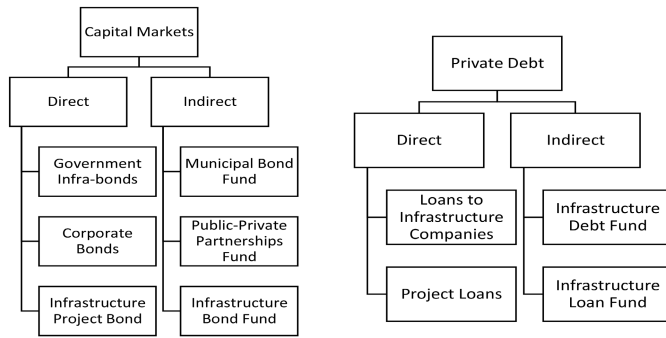 Capital Markets
Direct
Indirect
Government
Infra-bonds
Municipal Bond
Fund
Corporate
Bonds
Public-Private
Partnerships
Fund
Infrastructure
Project Bond
Infrastructure
Bond Fund
Private Debt
Direct
Indirect
Loans to
Infrastructure
Companies
Infrastructure
Debt Fund
Project Loans
Infrastructure
Loan Fund